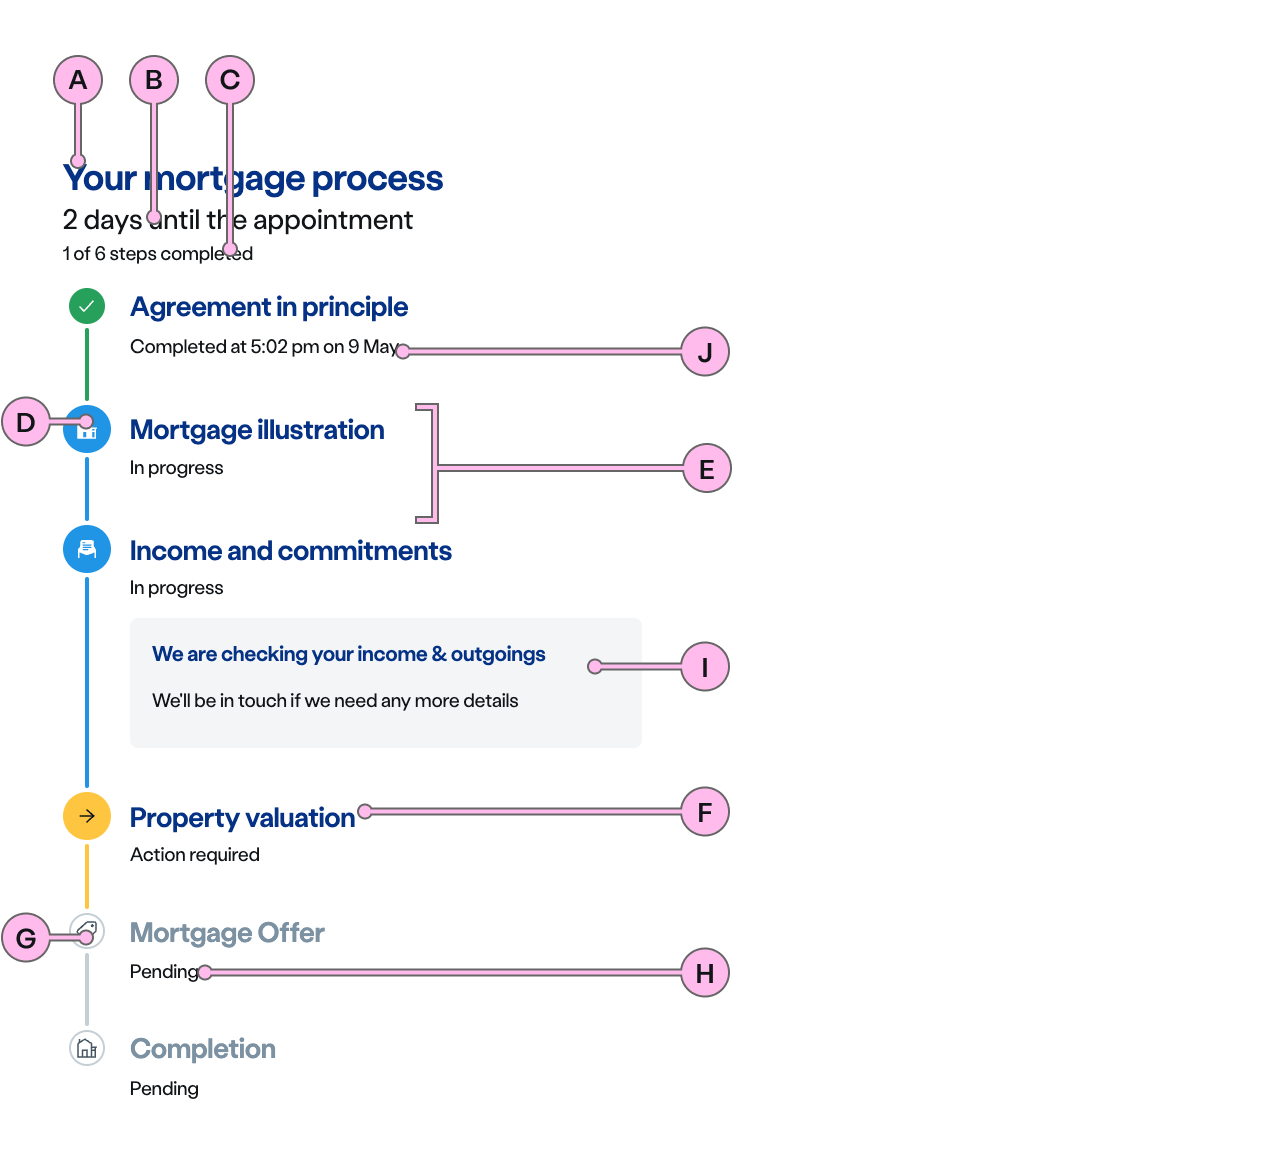 A B C
Your mortgage process
2 days until the appointment
1 of 6 steps completed
Agreement in principle
Completed at 5:02 pm on 9 May
J
D
Mortgage illustration
In progress
E
Income and commitments
In progress
We are checking your income & outgoings
I
We'll be in touch if we need any more details
Property valuation
F
Action required
G
Mortgage Offer
Pending
H
Completion
Pending